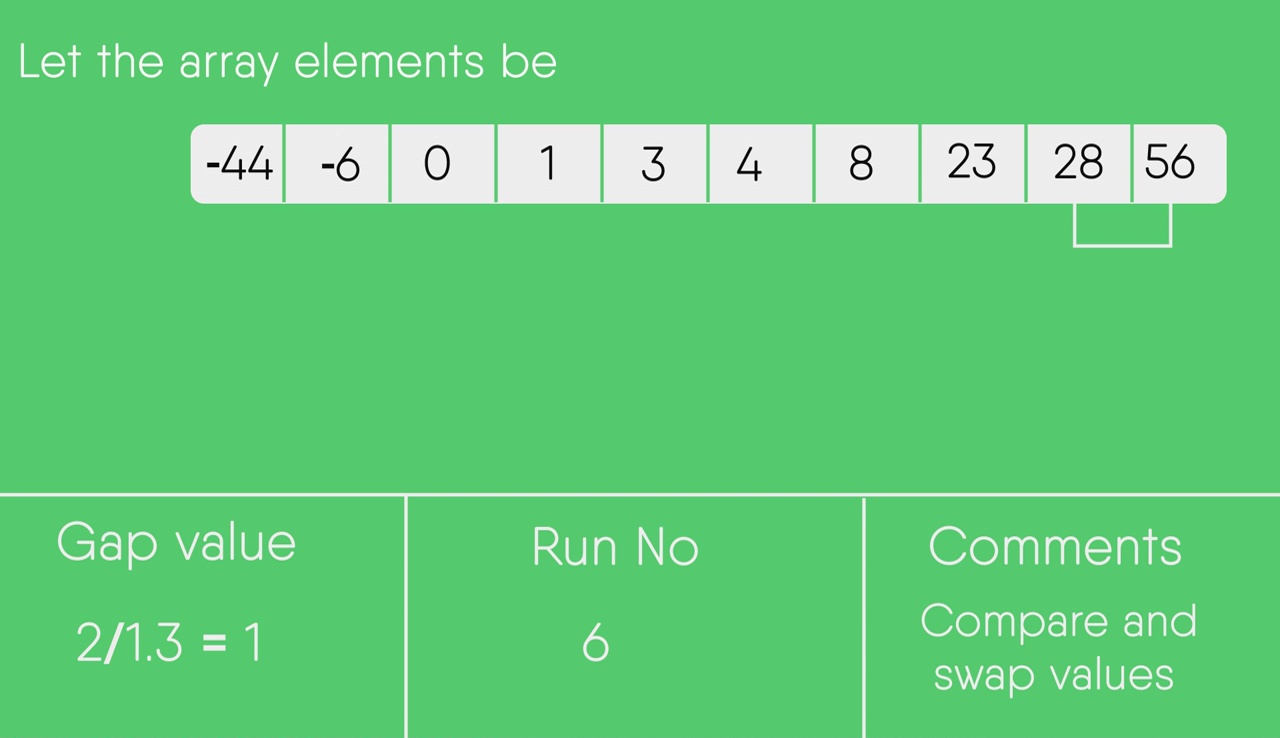 Let the array elements be
-44 -6 0 1 3 4 8 23 28 56
Gap value Run No Comments
2/1.3 = 1 6 Compare and
swap values